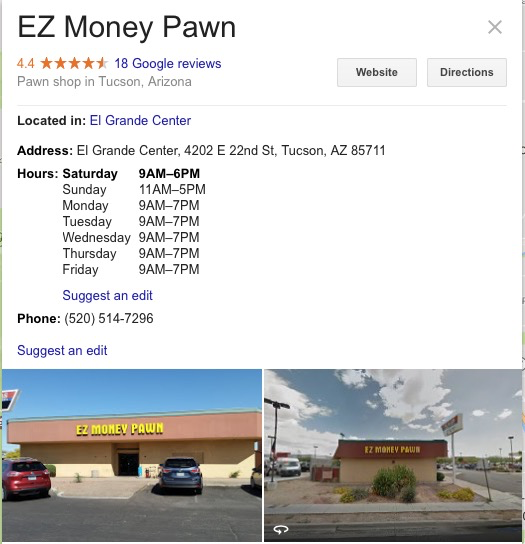 EZ Money Pawn
4.4 18 Google reviews
Pawn shop in Tucson, Arizona
Website
Directions
Located in: El Grande Center
Address: El Grande Center, 4202 E 22nd St, Tucson, AZ 85711
Hours: Saturday 9AM–6PM
Sunday 11AM–5PM
Monday 9AM–7PM
Tuesday 9AM–7PM
Wednesday 9AM–7PM
Thursday 9AM–7PM
Friday 9AM–7PM
Suggest an edit
Phone: (520) 514-7296
Suggest an edit
EZ MONEY PAWN
EZ MONEY PAWN